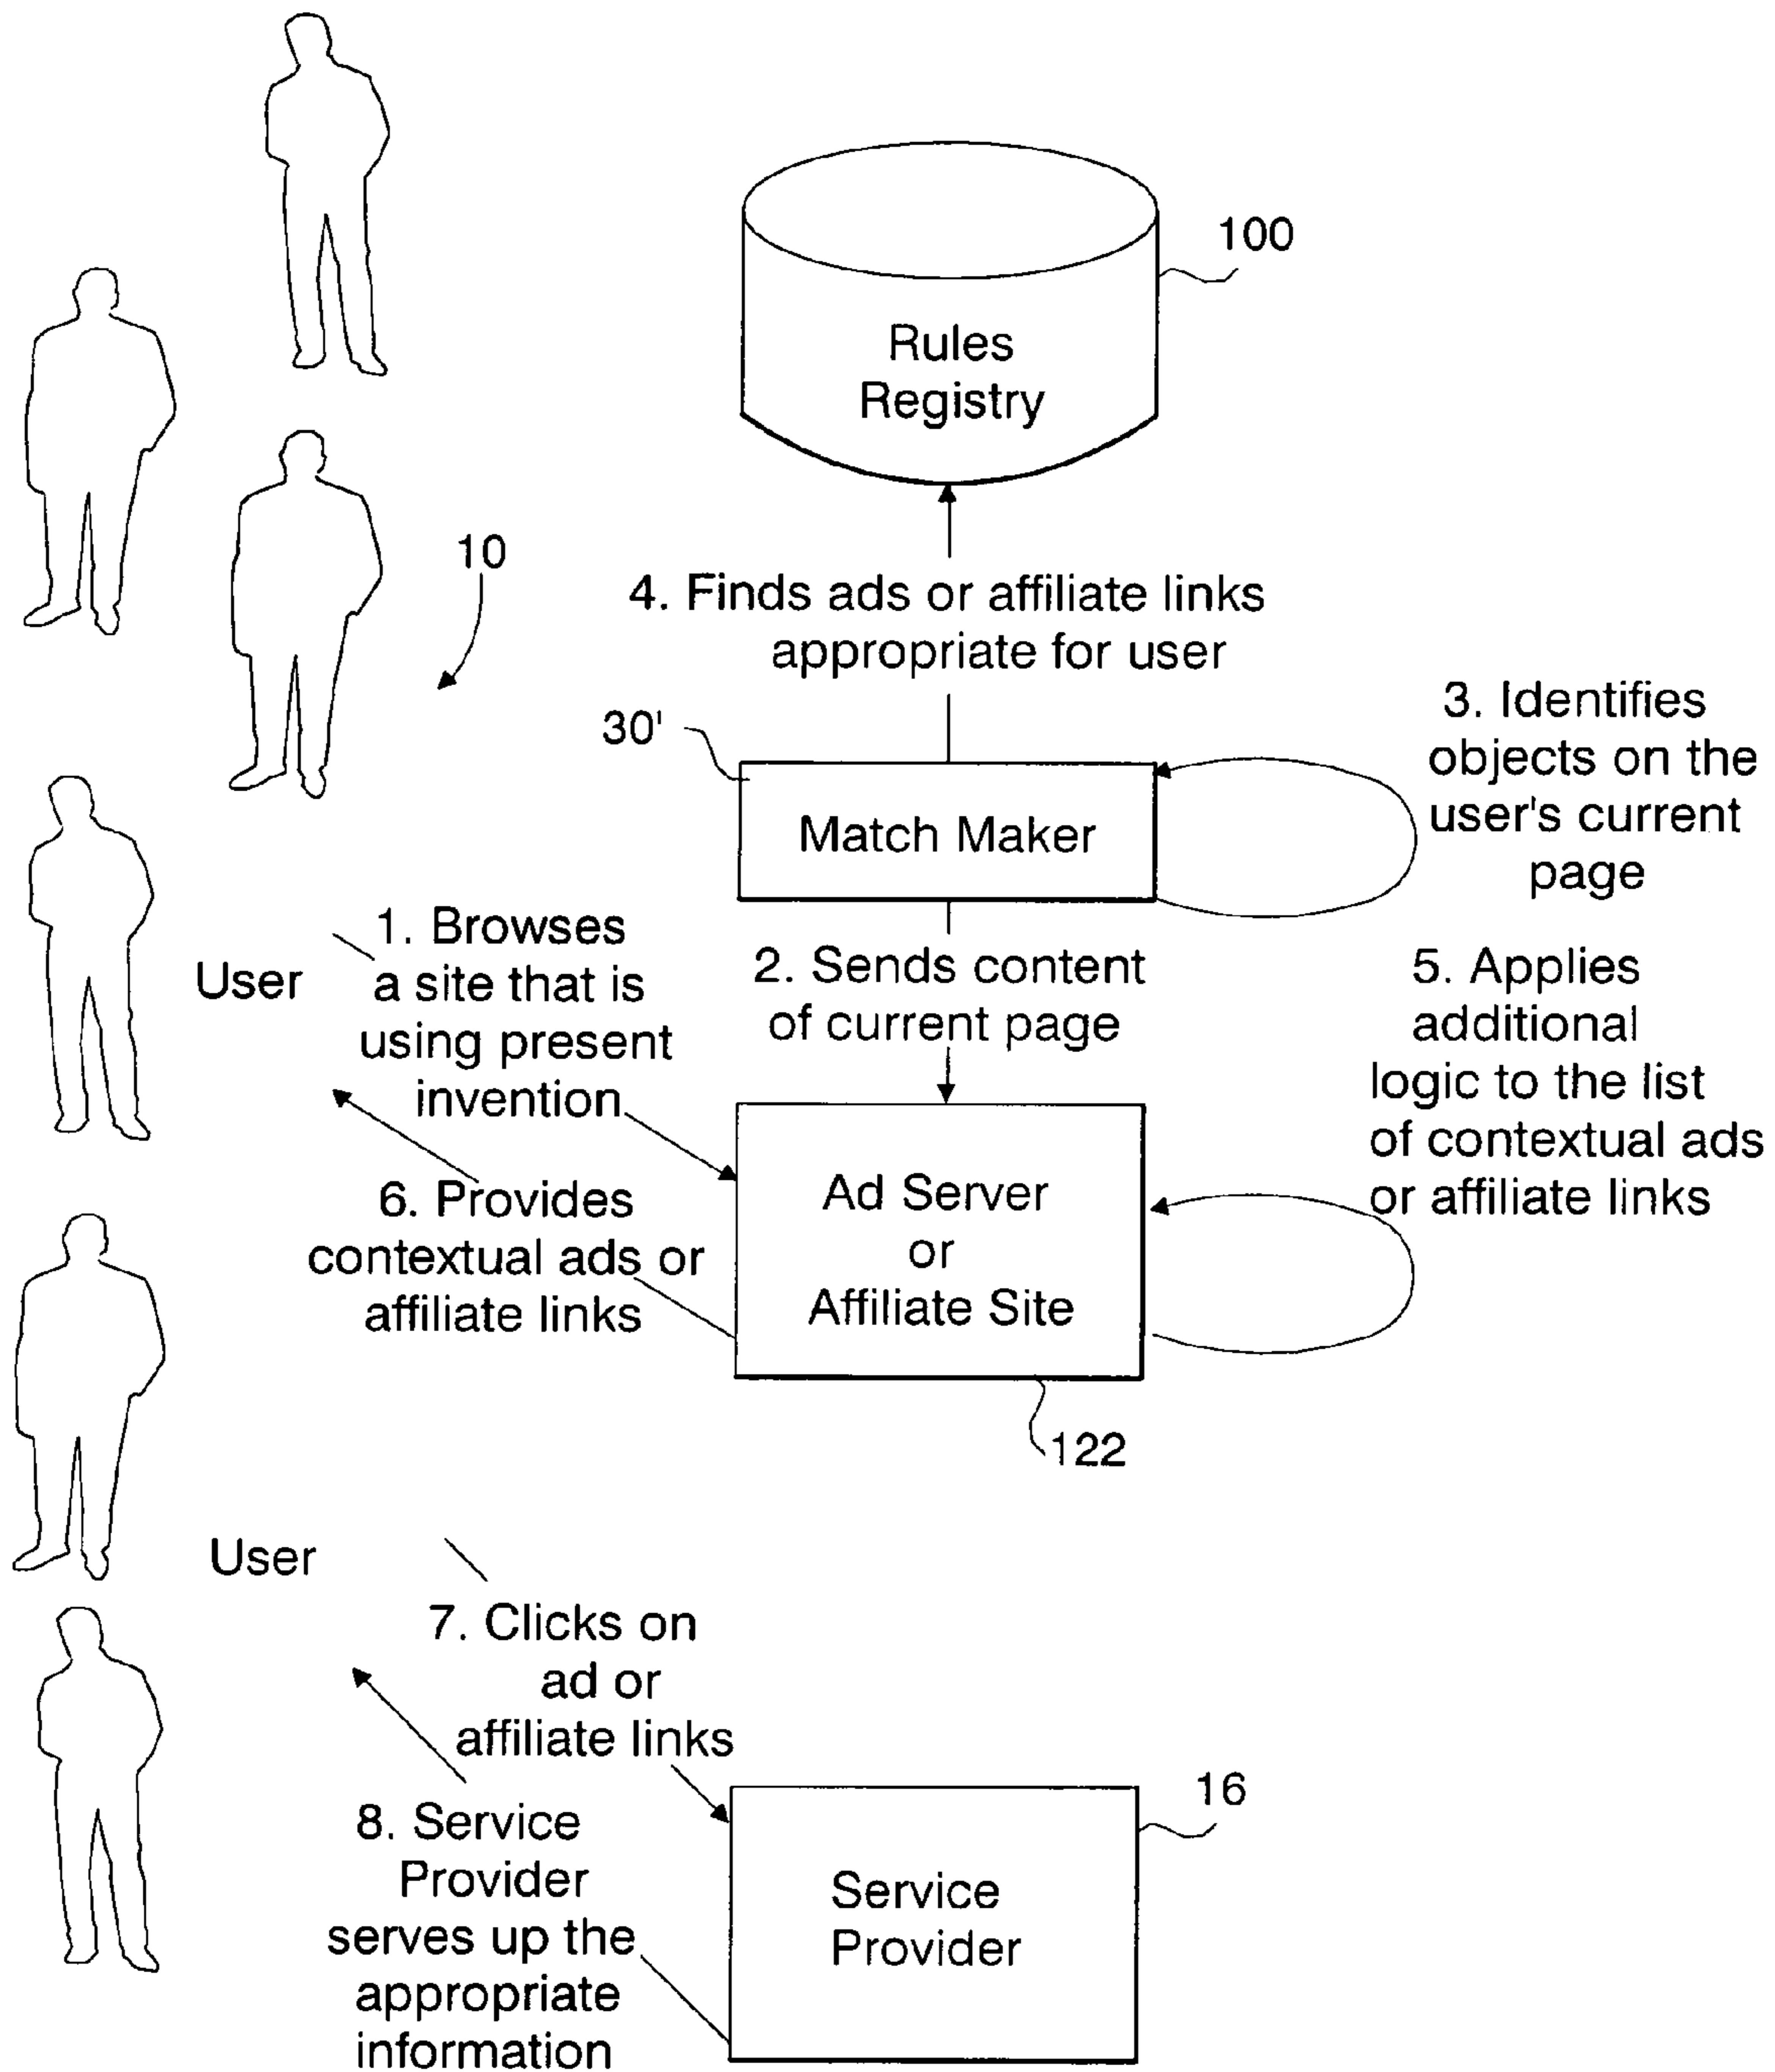 100
Rules
Registry
10
4. Finds ads or affiliate links
appropriate for user
30'
Match Maker
3. Identifies
objects on the
user's current
page
1. Browses
a site that is
using present
invention
User
2. Sends content
of current page
5. Applies
additional
logic to the list
of contextual ads
or affiliate links
6. Provides
contextual ads or
affiliate links
Ad Server
or
Affiliate Site
122
User
7. Clicks on
ad or
affiliate links
16
8. Service
Provider
serves up the
appropriate
information
Service
Provider